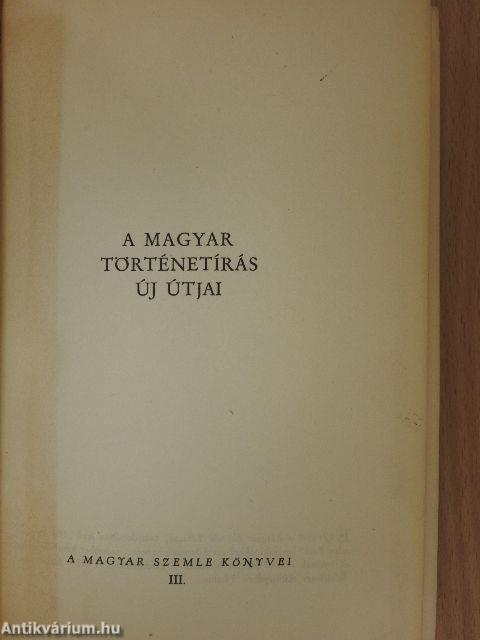 A MAGYAR
TÖRTÉNETÍRÁS
ÚJ ÚTJAI
A MAGYAR SZEMLE KÖNYVEI
III.
Antikvárium.hu